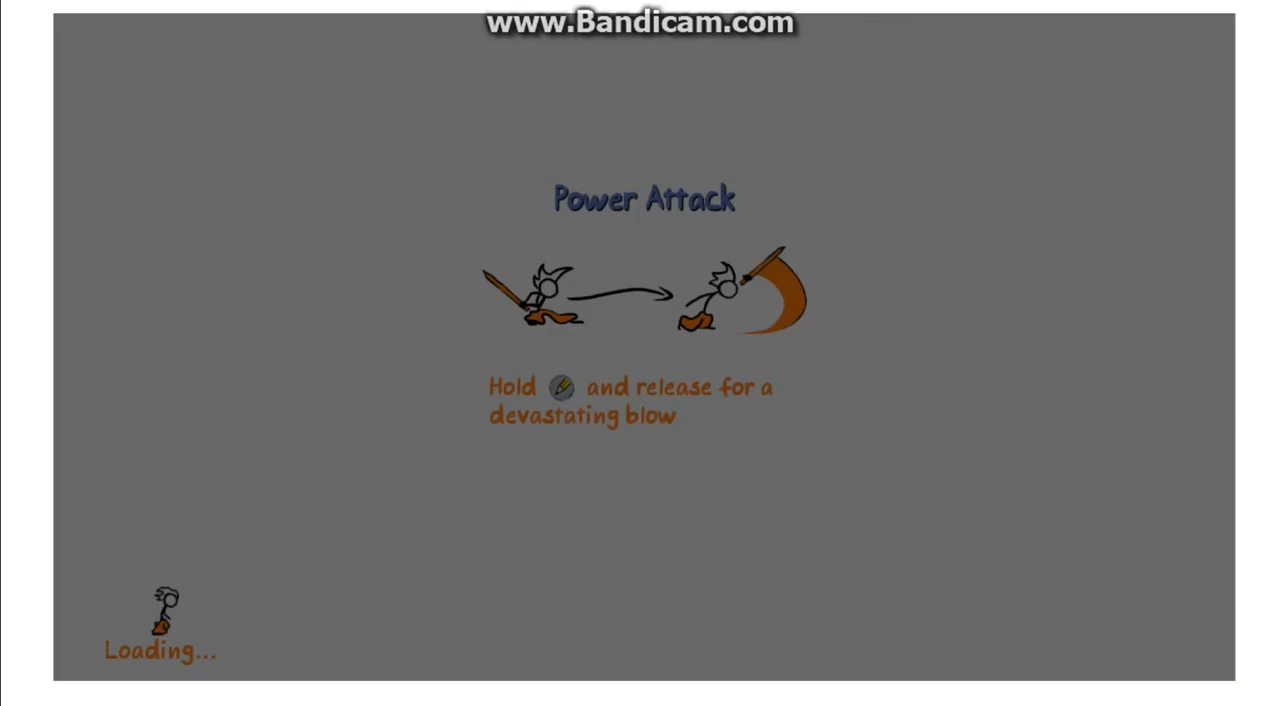 www.Bandicam.com
Power Attack
Hold and release for a
devastating blow
Loading...